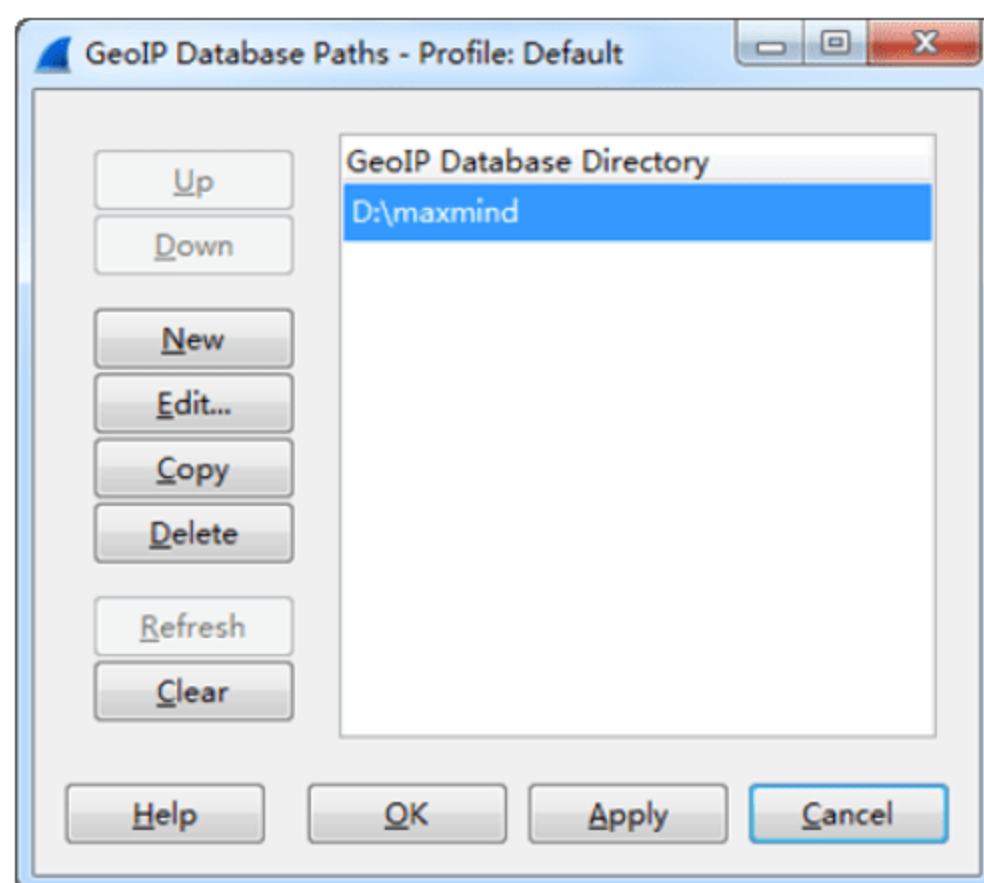 GeoIP Database Paths - Profile: Default
Up
Down
New
Edit...
Copy
Delete
Refresh
Clear
GeoIP Database Directory
D:\maxmind
Help
OK
Apply
Cancel